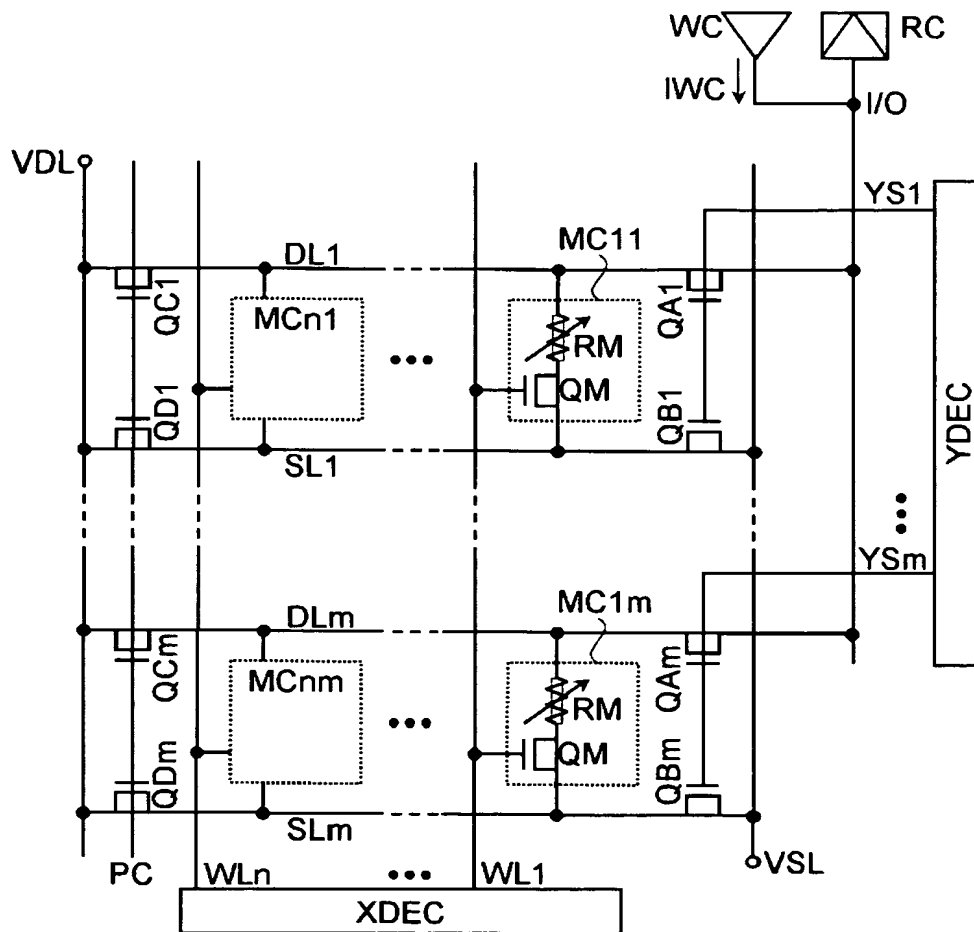 WC
RC
IWC
I/O
VDL
YS1
DL1
MC11
QC1
MCn1
QA1
RM
QM
QD1
QB1
SL1
YDEC
YSm
DLm
MC1m
QCm
MCnm
QAm
RM
QM
QDm
QBm
SLm
PC
WLn
WL1
VSL
XDEC